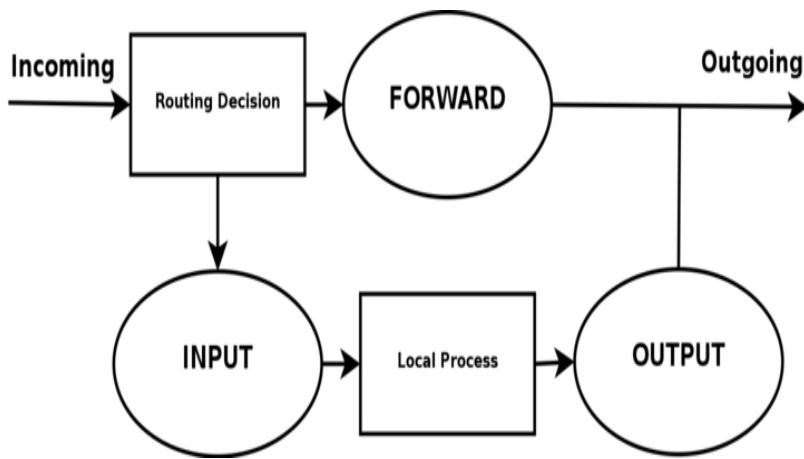 Incoming
Routing Decision
FORWARD
Outgoing
INPUT
Local Process
OUTPUT